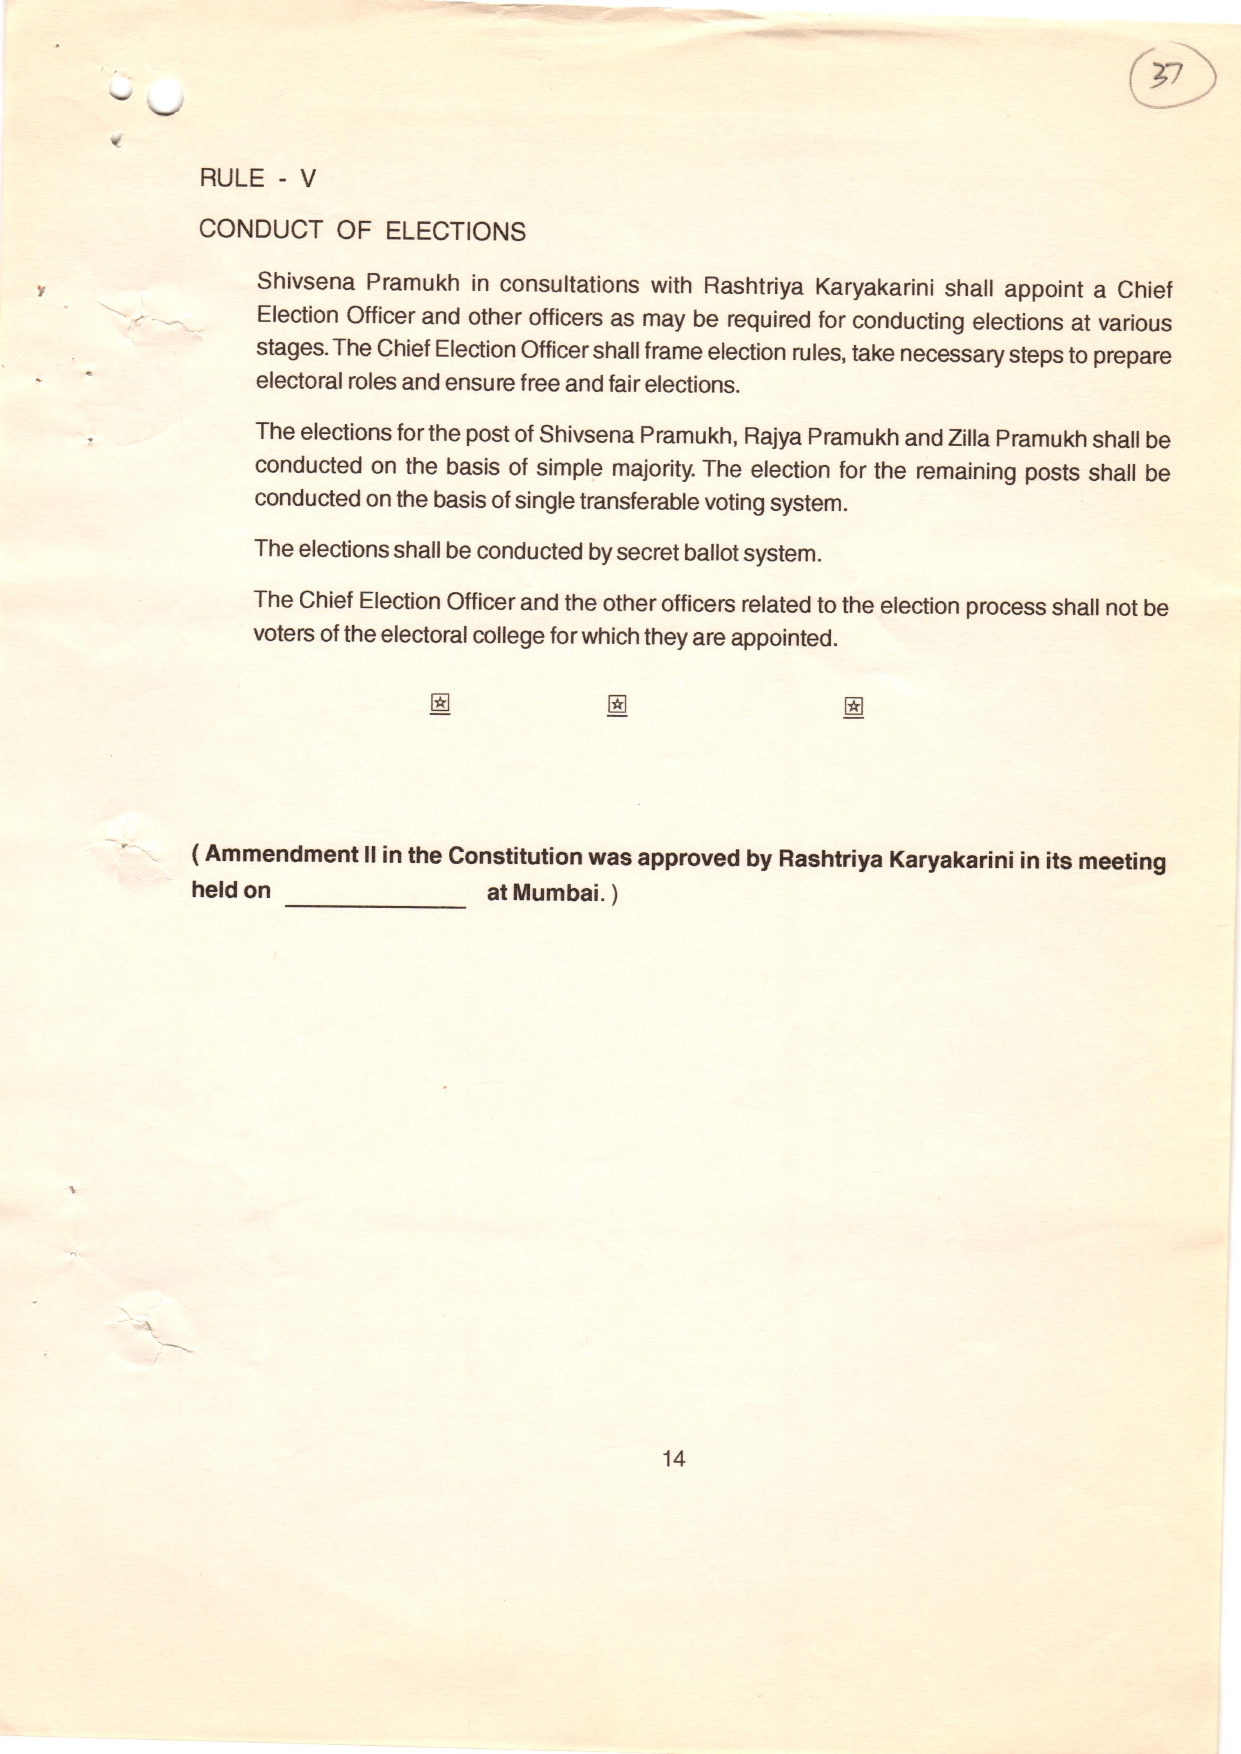 37
RULE - V
CONDUCT OF ELECTIONS
Shivsena Pramukh in consultations with Rashtriya Karyakarini shall appoint a Chief
Election Officer and other officers as may be required for conducting elections at various
stages. The Chief Election Officer shall frame election rules, take necessary steps to prepare
electoral roles and ensure free and fair elections.
The elections for the post of Shivsena Pramukh, Rajya Pramukh and Zilla Pramukh shall be
conducted on the basis of simple majority. The election for the remaining posts shall be
conducted on the basis of single transferable voting system.
The elections shall be conducted by secret ballot system.
The Chief Election Officer and the other officers related to the election process shall not be
voters of the electoral college for which they are appointed.
( Ammendment II in the Constitution was approved by Rashtriya Karyakarini in its meeting
held on ______________ at Mumbai. )
14